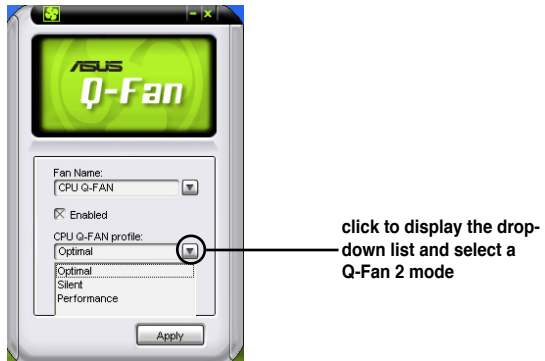 ASUS
Q-Fan
Fan Name:
CPU Q-FAN
Enabled
CPU Q-FAN profile:
Optimal
Optimal
Silent
Performance
Apply
click to display the drop-
down list and select a
Q-Fan 2 mode